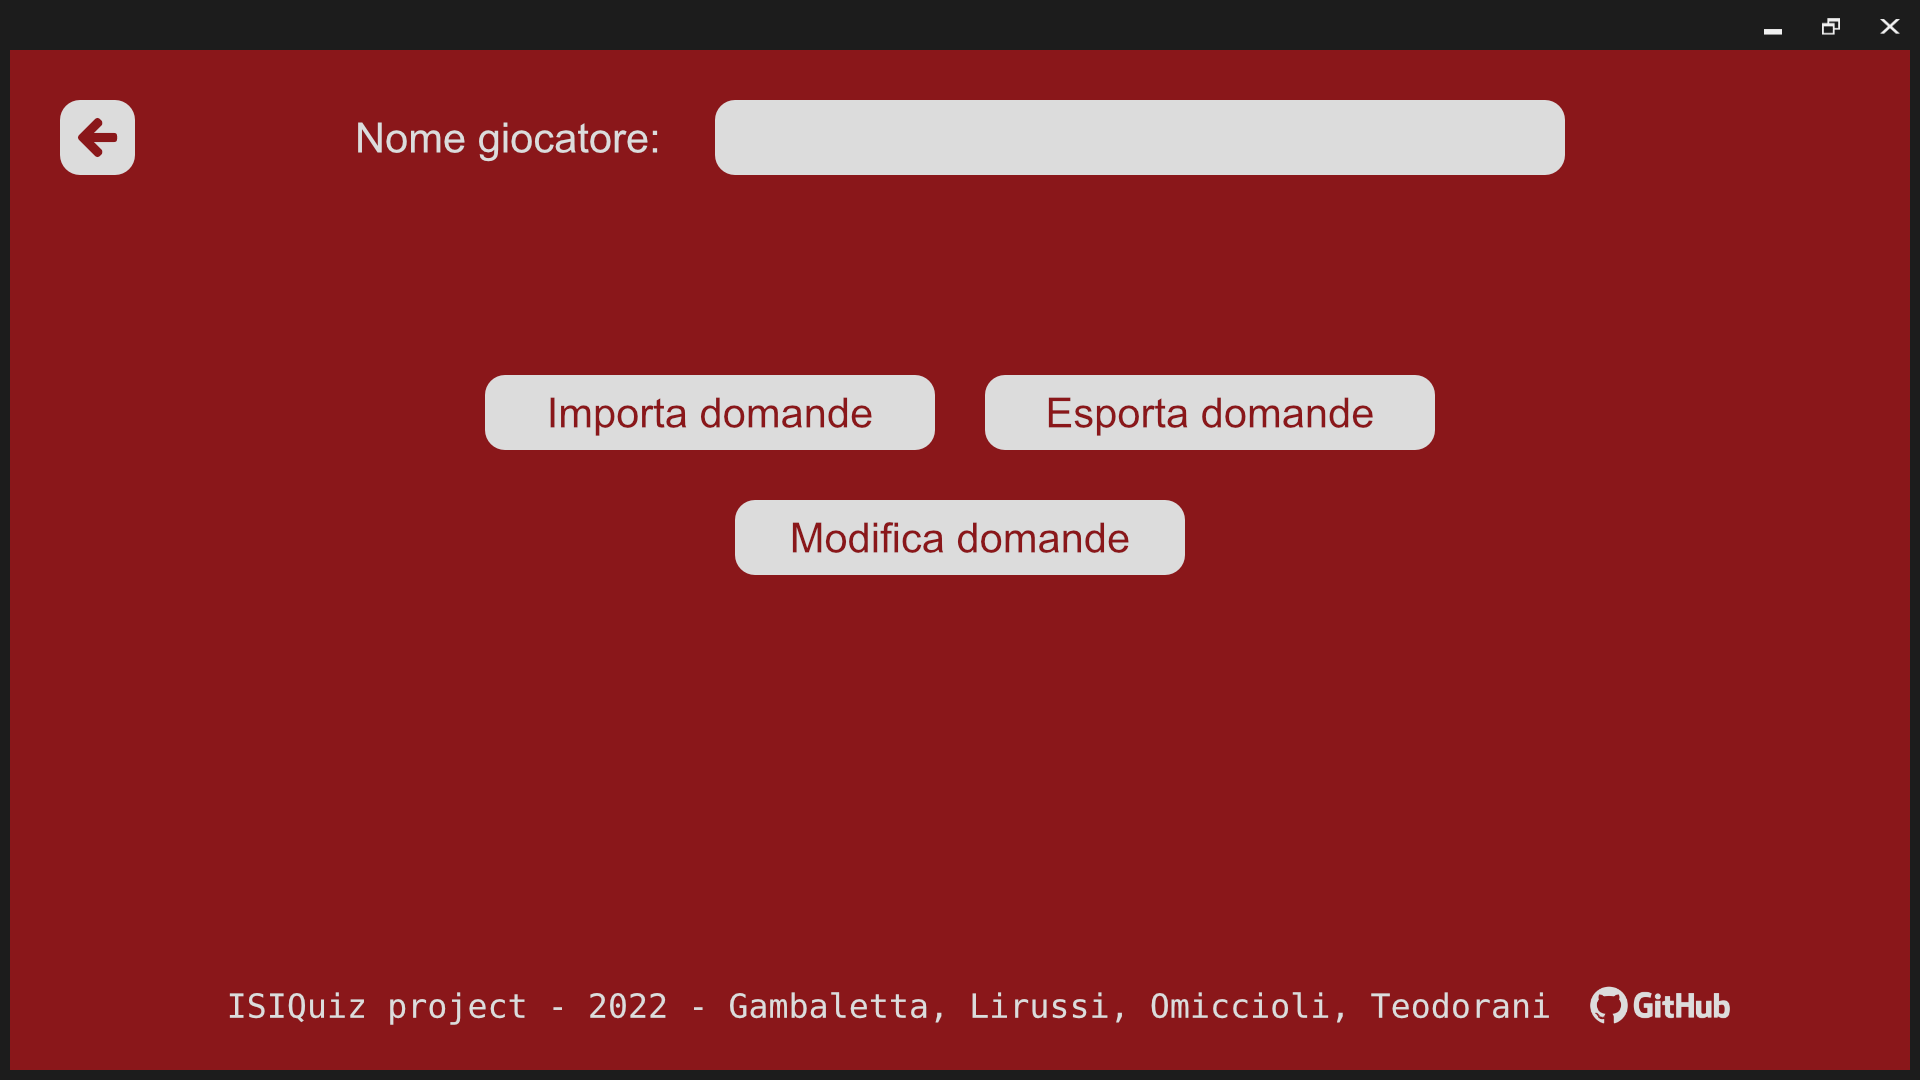 Nome giocatore:
Importa domande
Esporta domande
Modifica domande
ISIQuiz project - 2022 - Gambaletta, Lirussi, Omiccioli, Teodorani
GitHub